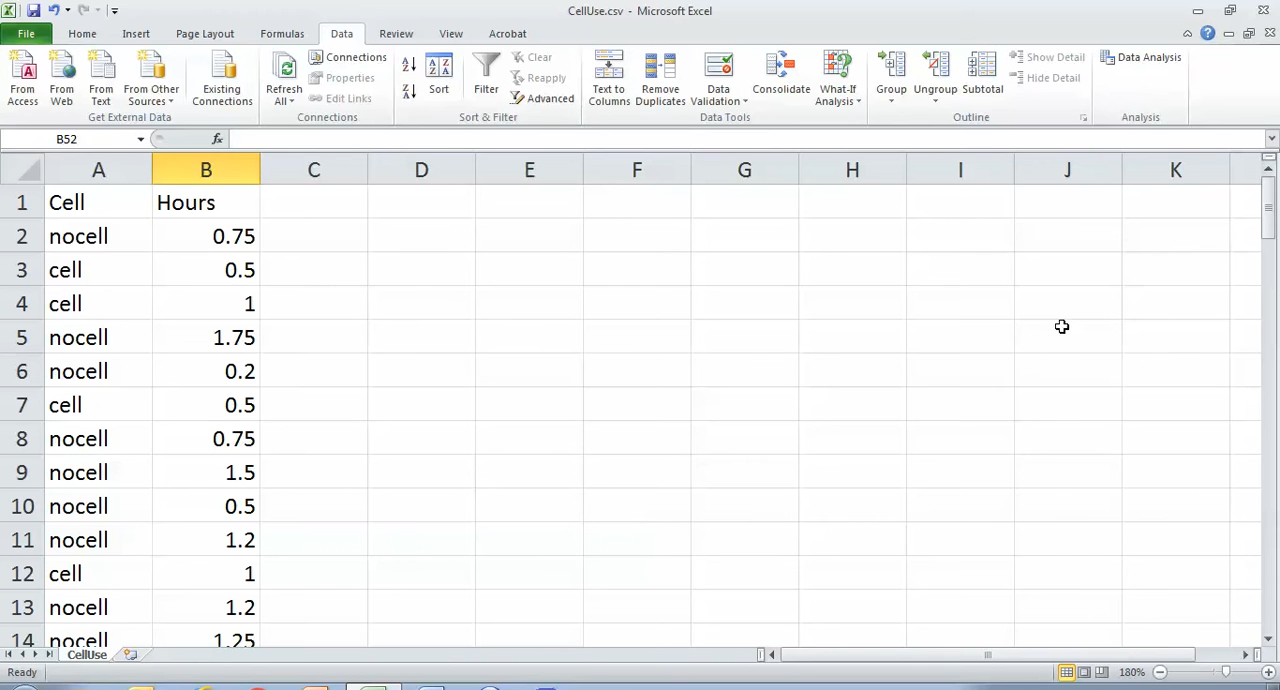 CellUse.csv - Microsoft Excel
File Home Insert Page Layout Formulas Data Review View Acrobat
From Access
From Web
From Text
From Other Sources
Existing Connections
Get External Data
Refresh All
Connections
Properties
Edit Links
Connections
A Z
Z A
Sort
Filter
Clear
Reapply
Advanced
Sort & Filter
Text to Columns
Remove Duplicates
Data Validation
Consolidate
What-If Analysis
Data Tools
Group
Ungroup
Subtotal
Show Detail
Hide Detail
Outline
Data Analysis
Analysis
B52 fx
A B C D E F G H I J K
1 Cell Hours
2 nocell 0.75
3 cell 0.5
4 cell 1
5 nocell 1.75
6 nocell 0.2
7 cell 0.5
8 nocell 0.75
9 nocell 1.5
10 nocell 0.5
11 nocell 1.2
12 cell 1
13 nocell 1.2
14 nocell 1.25
CellUse
Ready 180%